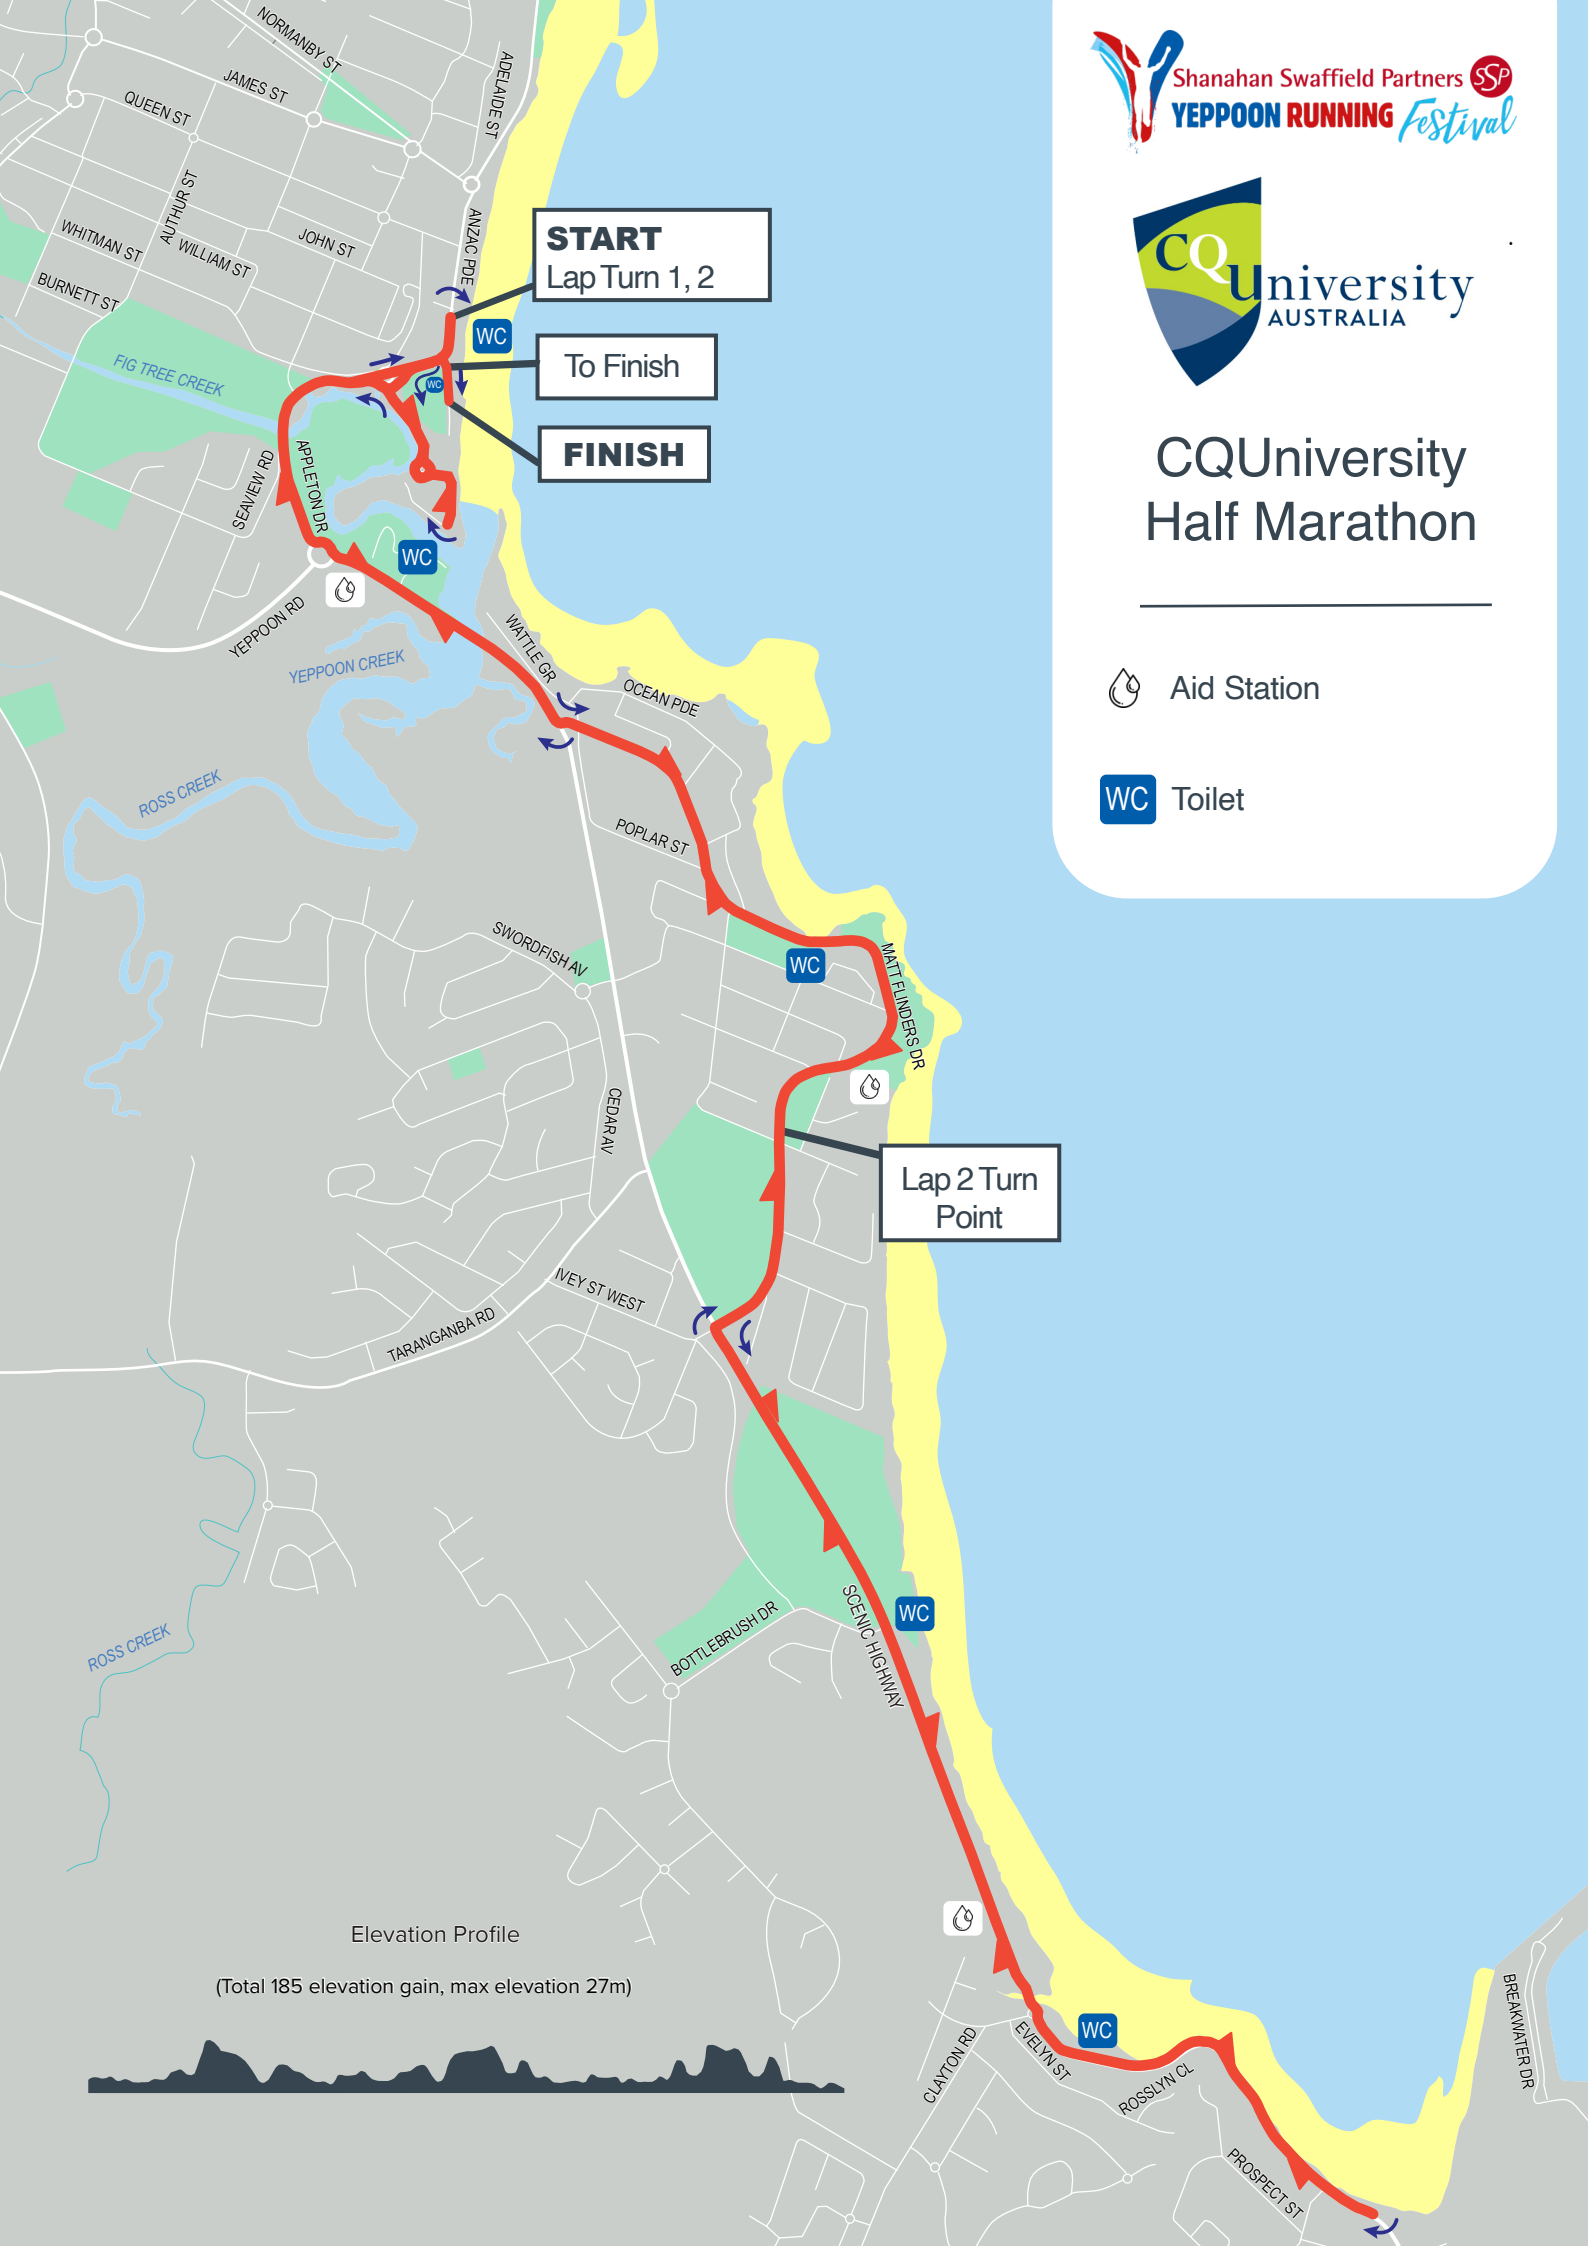 Shanahan Swaffield Partners SSP
YEPPOON RUNNING Festival
CQUniversity
AUSTRALIA
CQUniversity
Half Marathon
Aid Station
WC Toilet
NORMANBY ST
JAMES ST
QUEEN ST
ADELAIDE ST
AUTHUR ST
WHITMAN ST
WILLIAM ST
JOHN ST
BURNETT ST
ANZAC PDE
START
Lap Turn 1, 2
WC
To Finish
WC
FINISH
FIG TREE CREEK
SEAVIEW RD
APPLETON DR
WC
YEPPOON RD
YEPPOON CREEK
WATTLE GR
OCEAN PDE
ROSS CREEK
POPLAR ST
SWORDFISH AV
WC
MATT FLINDERS DR
CEDAR AV
Lap 2 Turn
Point
IVEY ST WEST
TARANGANBA RD
SCENIC HIGHWAY
WC
BOTTLEBRUSH DR
ROSS CREEK
Elevation Profile
(Total 185 elevation gain, max elevation 27m)
BREAKWATER DR
WC
EVELYN ST
CLAYTON RD
ROSSLYN CL
PROSPECT ST